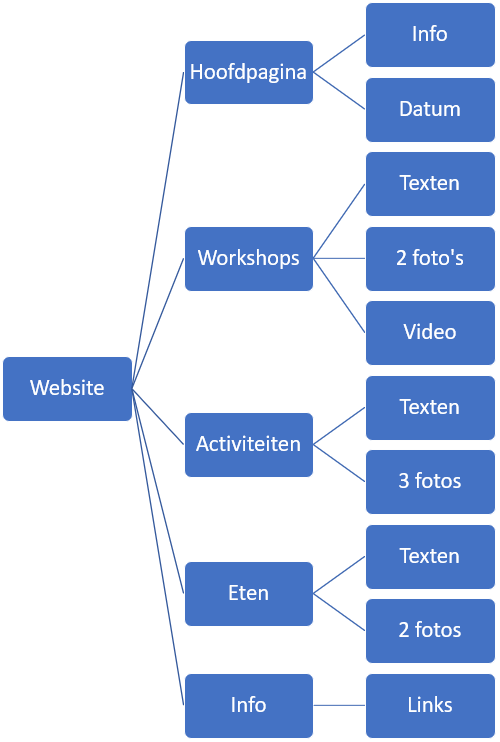 Website
Hoofdpagina
Info
Datum
Workshops
Texten
2 foto's
Video
Activiteiten
Texten
3 fotos
Eten
Texten
2 fotos
Info
Links